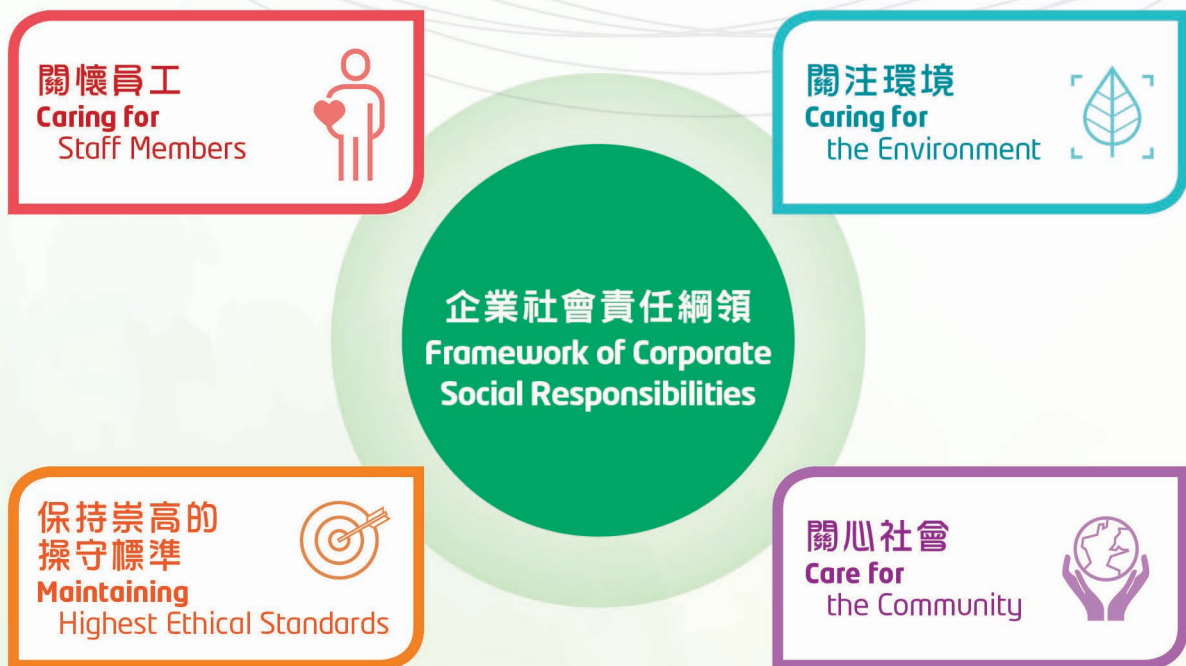 關懷員工
Caring for
Staff Members
關注環境
Caring for
the Environment
企業社會責任綱領
Framework of Corporate
Social Responsibilities
保持崇高的
操守標準
Maintaining
Highest Ethical Standards
關心社會
Care for
the Community